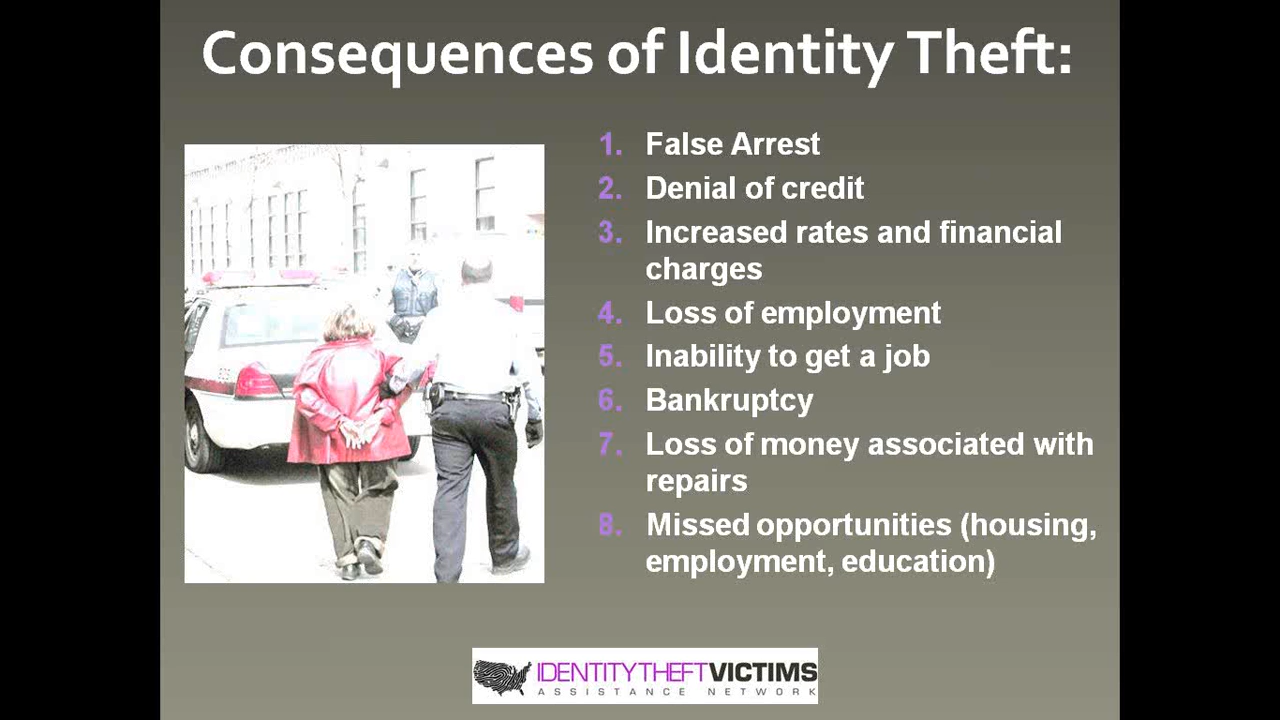 Consequences of Identity Theft:
1. False Arrest
2. Denial of credit
3. Increased rates and financial
charges
4. Loss of employment
5. Inability to get a job
6. Bankruptcy
7. Loss of money associated with
repairs
8. Missed opportunities (housing,
employment, education)
IDENTITYTHEFTVICTIMS
ASSISTANCE NETWORK